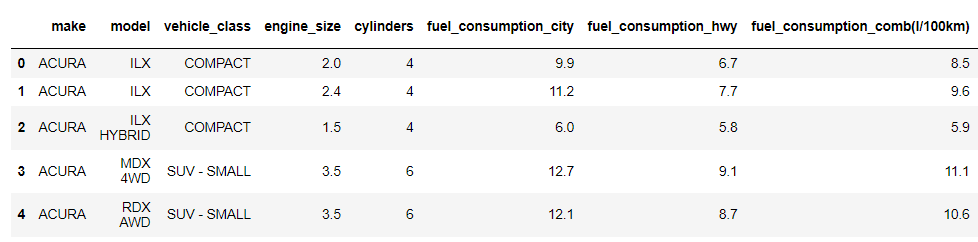 make model vehicle_class engine_size cylinders fuel_consumption_city fuel_consumption_hwy fuel_consumption_comb(l/100km)
0 ACURA ILX COMPACT 2.0 4 9.9 6.7 8.5
1 ACURA ILX COMPACT 2.4 4 11.2 7.7 9.6
2 ACURA ILX HYBRID COMPACT 1.5 4 6.0 5.8 5.9
3 ACURA MDX 4WD SUV - SMALL 3.5 6 12.7 9.1 11.1
4 ACURA RDX AWD SUV - SMALL 3.5 6 12.1 8.7 10.6